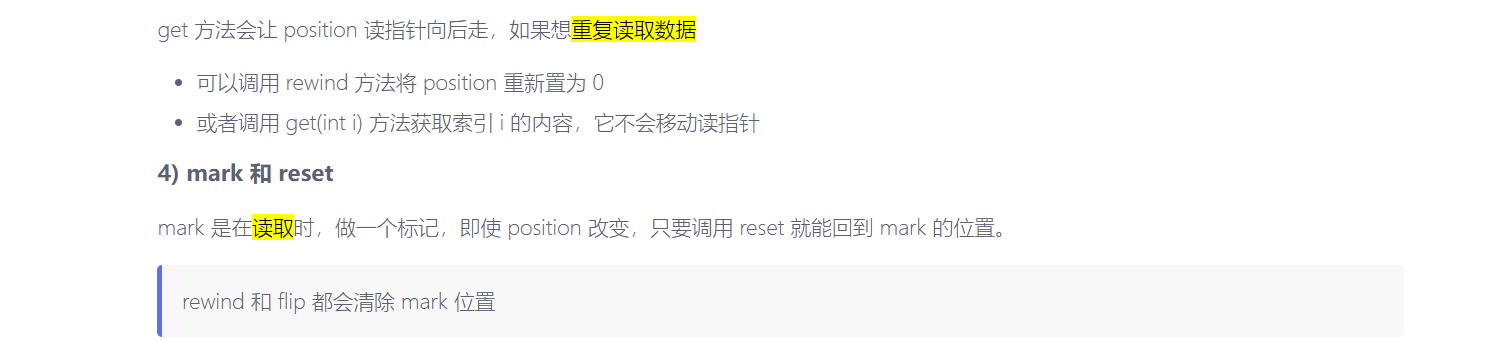 get 方法会让 position 读指针向后走，如果想重复读取数据
可以调用 rewind 方法将 position 重新置为 0
或者调用 get(int i) 方法获取索引 i 的内容，它不会移动读指针
4) mark 和 reset
mark 是在读取时，做一个标记，即使 position 改变，只要调用 reset 就能回到 mark 的位置。
rewind 和 flip 都会清除 mark 位置